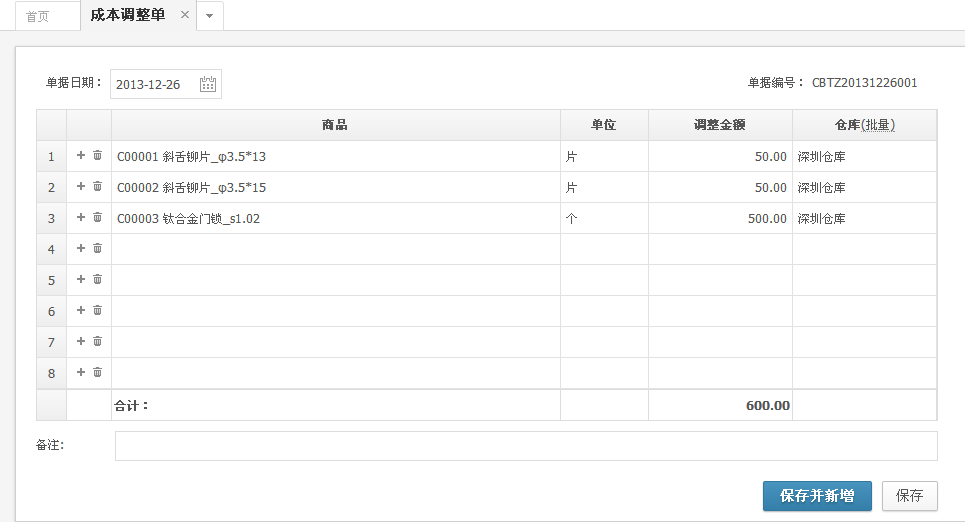 首页 成本调整单
单据日期： 2013-12-26 单据编号： CBTZ20131226001
商品 单位 调整金额 仓库(批量)
1 C00001 斜舌铆片_φ3.5*13 片 50.00 深圳仓库
2 C00002 斜舌铆片_φ3.5*15 片 50.00 深圳仓库
3 C00003 钛合金门锁_s1.02 个 500.00 深圳仓库
4
5
6
7
8
合计： 600.00
备注:
保存并新增 保存